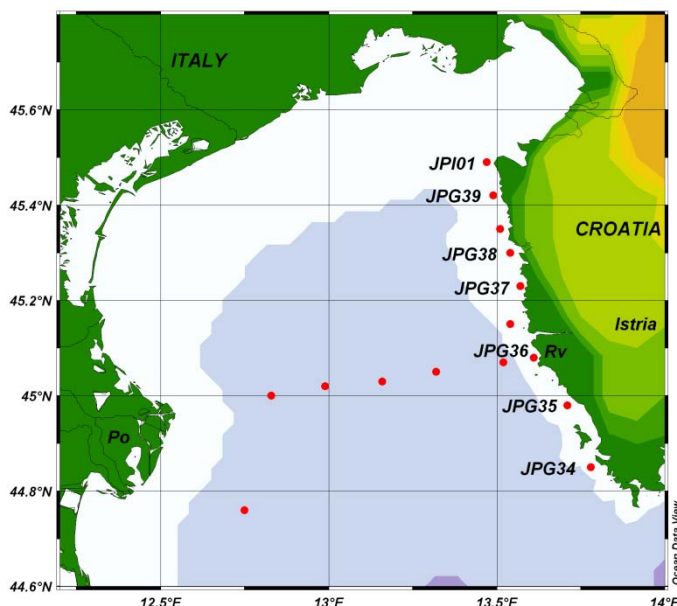 ITALY
45.6°N
JPI01
45.4°N
JPG39
CROATIA
JPG38
45.2°N
JPG37
Istria
JPG36
Rv
45°N
JPG35
Po
JPG34
44.8°N
44.6°N
12.5°E
13°E
13.5°E
14°E
Ocean Data View